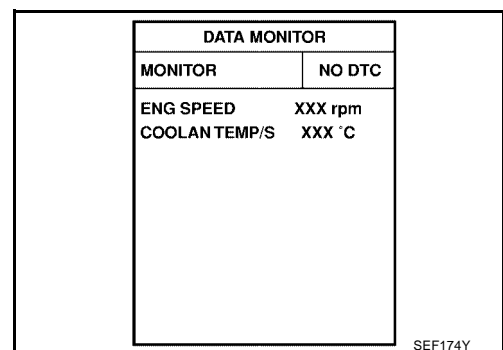 DATA MONITOR
MONITOR NO DTC
ENG SPEED XXX rpm
COOLAN TEMP/S XXX °C
SEF174Y